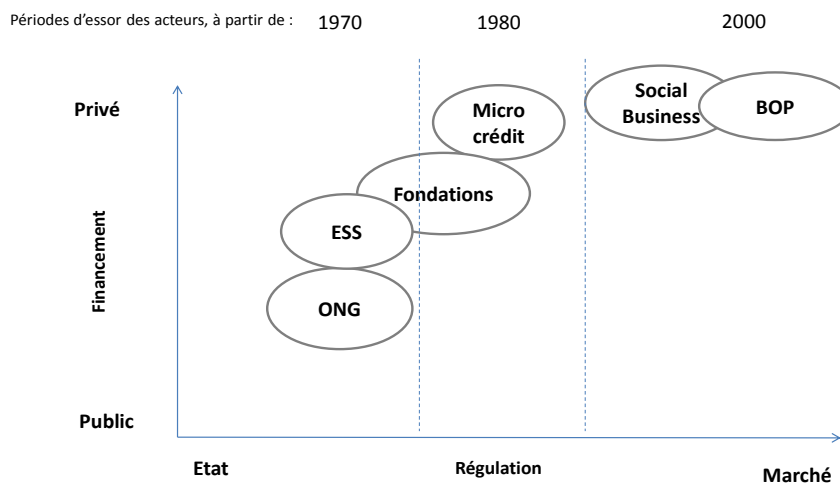 Périodes d'essor des acteurs, à partir de : 1970 1980 2000
Privé
Micro
crédit
Social
Business
BOP
Fondations
ESS
Financement
ONG
Public
Etat
Régulation
Marché